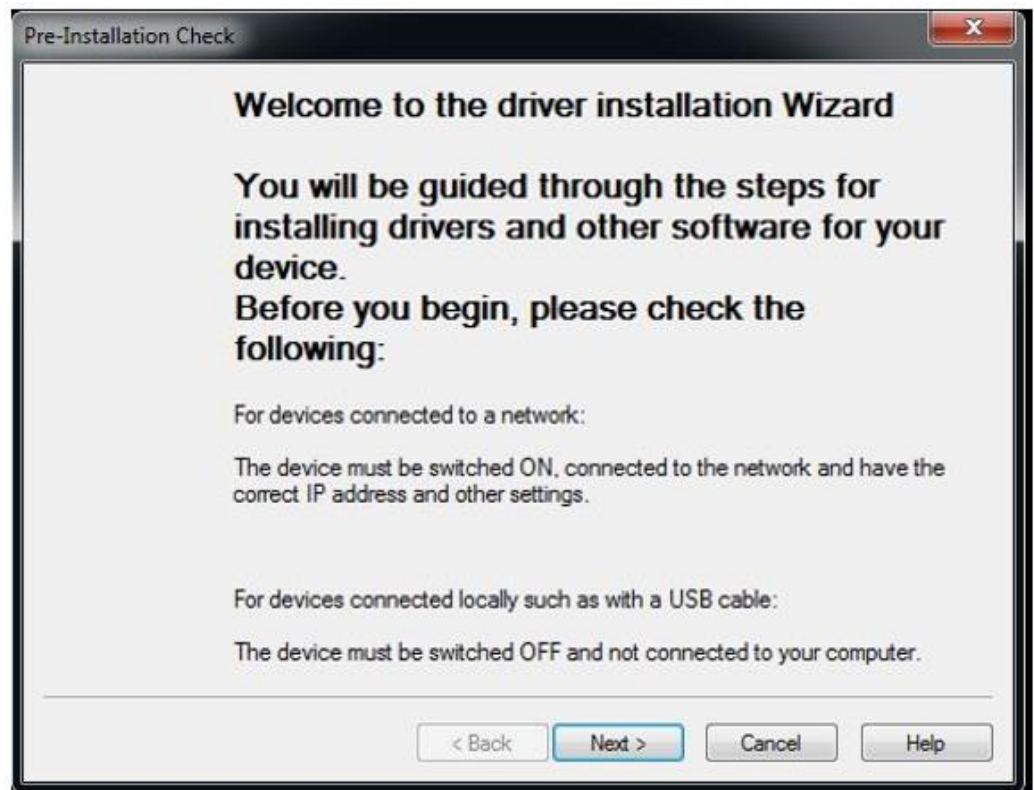 Pre-Installation Check
Welcome to the driver installation Wizard
You will be guided through the steps for
installing drivers and other software for your
device.
Before you begin, please check the
following:
For devices connected to a network:
The device must be switched ON, connected to the network and have the
correct IP address and other settings.
For devices connected locally such as with a USB cable:
The device must be switched OFF and not connected to your computer.
< Back Next > Cancel Help